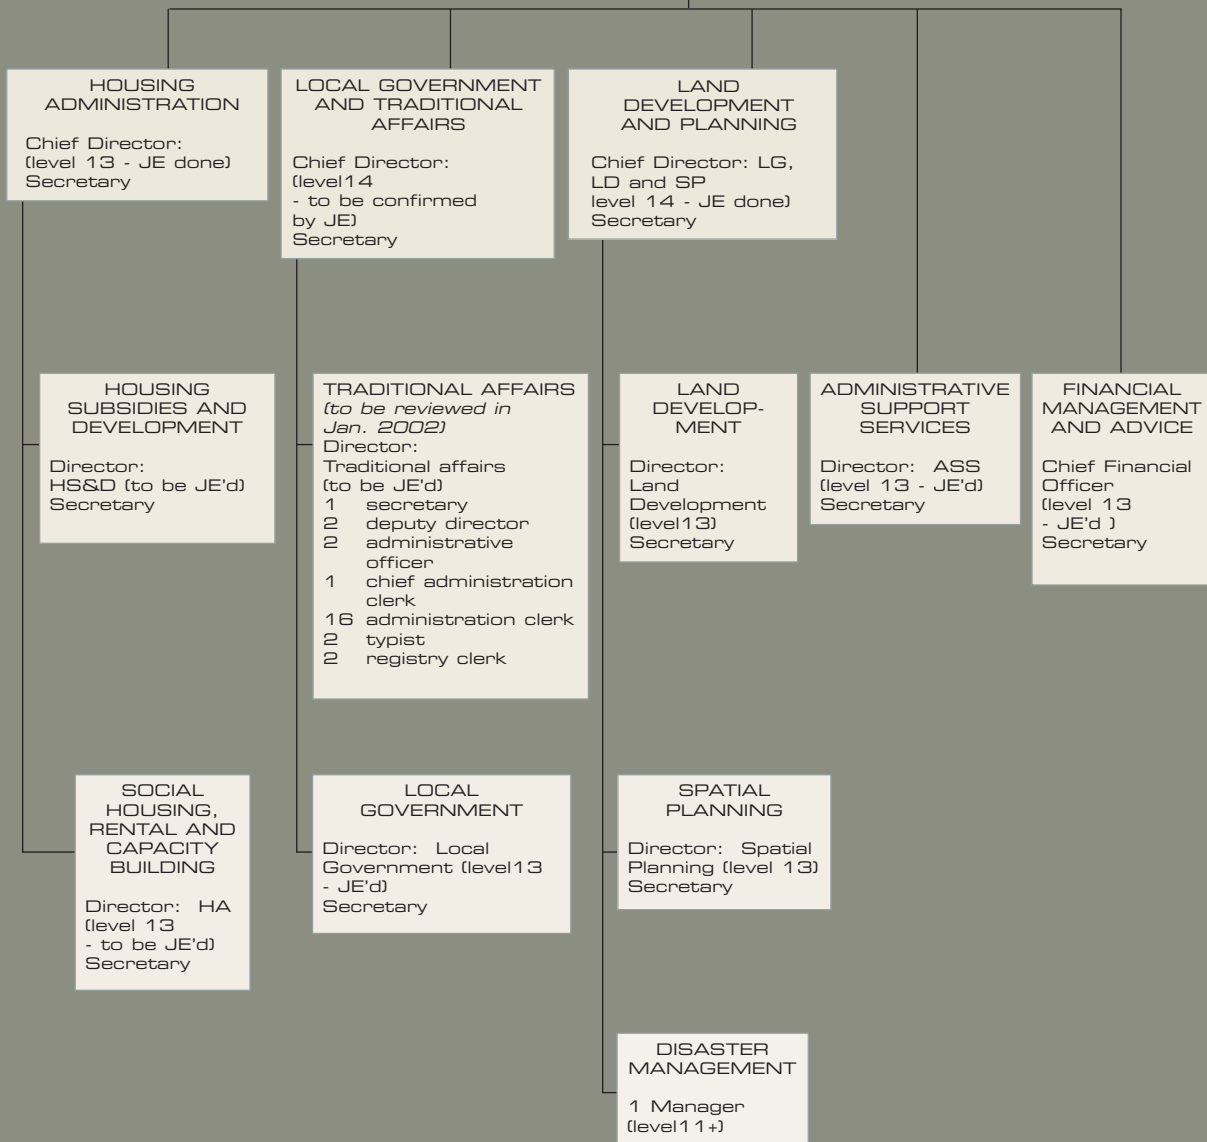 HOUSING
ADMINISTRATION
Chief Director:
(level 13 - JE done)
Secretary
LOCAL GOVERNMENT
AND TRADITIONAL
AFFAIRS
Chief Director:
(level14
- to be confirmed
by JE)
Secretary
LAND
DEVELOPMENT
AND PLANNING
Chief Director: LG,
LD and SP
level 14 - JE done)
Secretary
HOUSING
SUBSIDIES AND
DEVELOPMENT
Director:
HS&D (to be JE'd)
Secretary
TRADITIONAL AFFAIRS
(to be reviewed in
Jan. 2002)
Director:
Traditional affairs
(to be JE'd)
1 secretary
2 deputy director
2 administrative
officer
1 chief administration
clerk
16 administration clerk
2 typist
2 registry clerk
LAND
DEVELOP-
MENT
Director:
Land
Development
(level13)
Secretary
ADMINISTRATIVE
SUPPORT
SERVICES
Director: ASS
(level 13 - JE'd)
Secretary
FINANCIAL
MANAGEMENT
AND ADVICE
Chief Financial
Officer
(level 13
- JE'd )
Secretary
SOCIAL
HOUSING,
RENTAL AND
CAPACITY
BUILDING
Director: HA
(level 13
- to be JE'd)
Secretary
LOCAL
GOVERNMENT
Director: Local
Government (level13
- JE'd)
Secretary
SPATIAL
PLANNING
Director: Spatial
Planning (level 13)
Secretary
DISASTER
MANAGEMENT
1 Manager
(level11+)